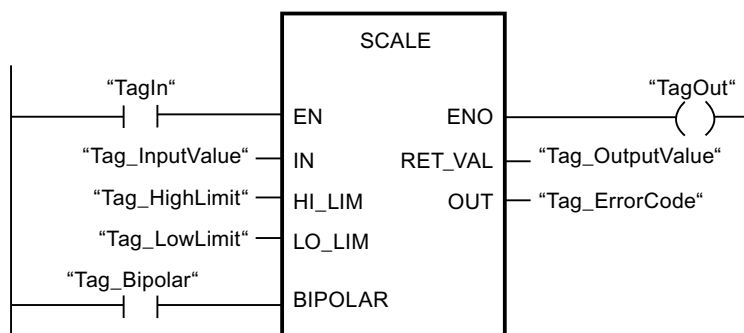 SCALE
“TagIn“
“TagOut“
EN
ENO
“Tag_InputValue“
IN
RET_VAL
“Tag_OutputValue“
“Tag_HighLimit“
HI_LIM
OUT
“Tag_ErrorCode“
“Tag_LowLimit“
LO_LIM
“Tag_Bipolar“
BIPOLAR